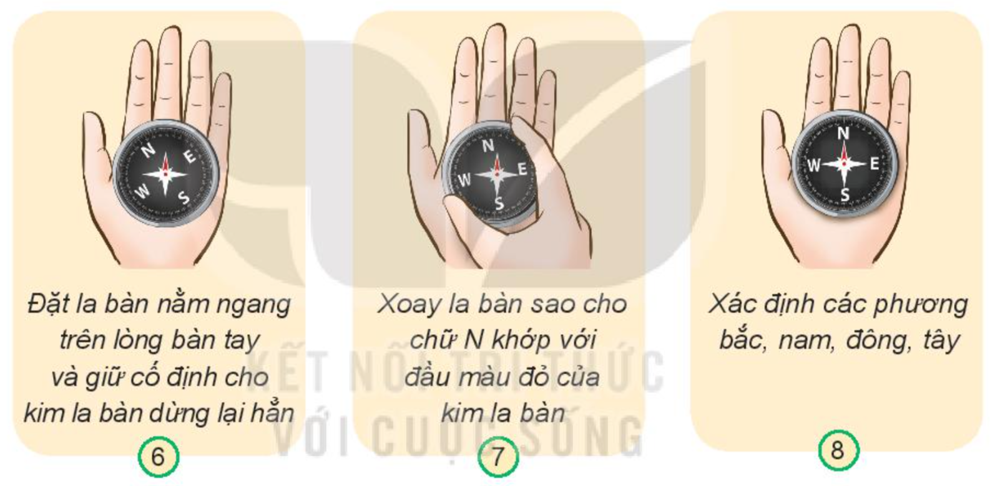 N
E
W
S
N
E
W
S
N
W
E
S
Đặt la bàn nằm ngang
trên lòng bàn tay
và giữ cố định cho
kim la bàn dừng lại hẳn
6
Xoay la bàn sao cho
chữ N khớp với
đầu màu đỏ của
kim la bàn
7
Xác định các phương
bắc, nam, đông, tây
8
KẾT NỐI TRI THỨC
VỚI CUỘC SỐNG